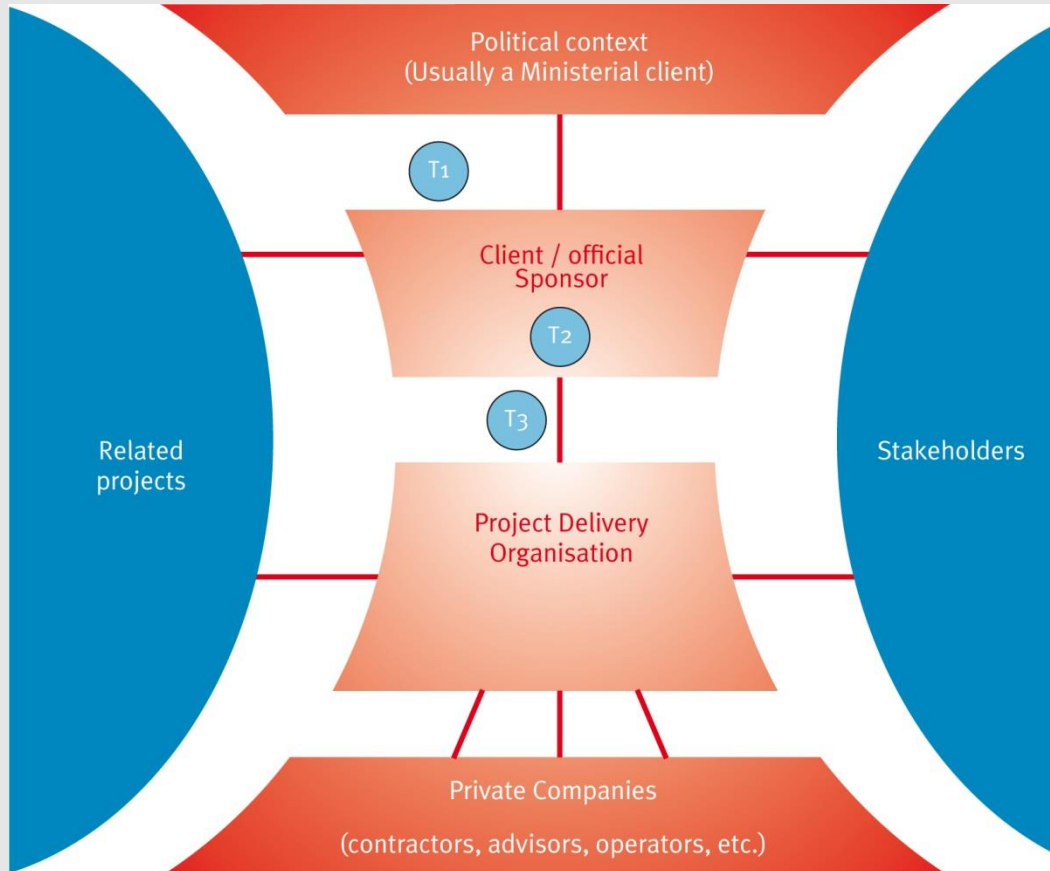 Political context
(Usually a Ministerial client)
T1
Client / official
Sponsor
T2
T3
Related
projects
Stakeholders
Project Delivery
Organisation
Private Companies
(contractors, advisors, operators, etc.)